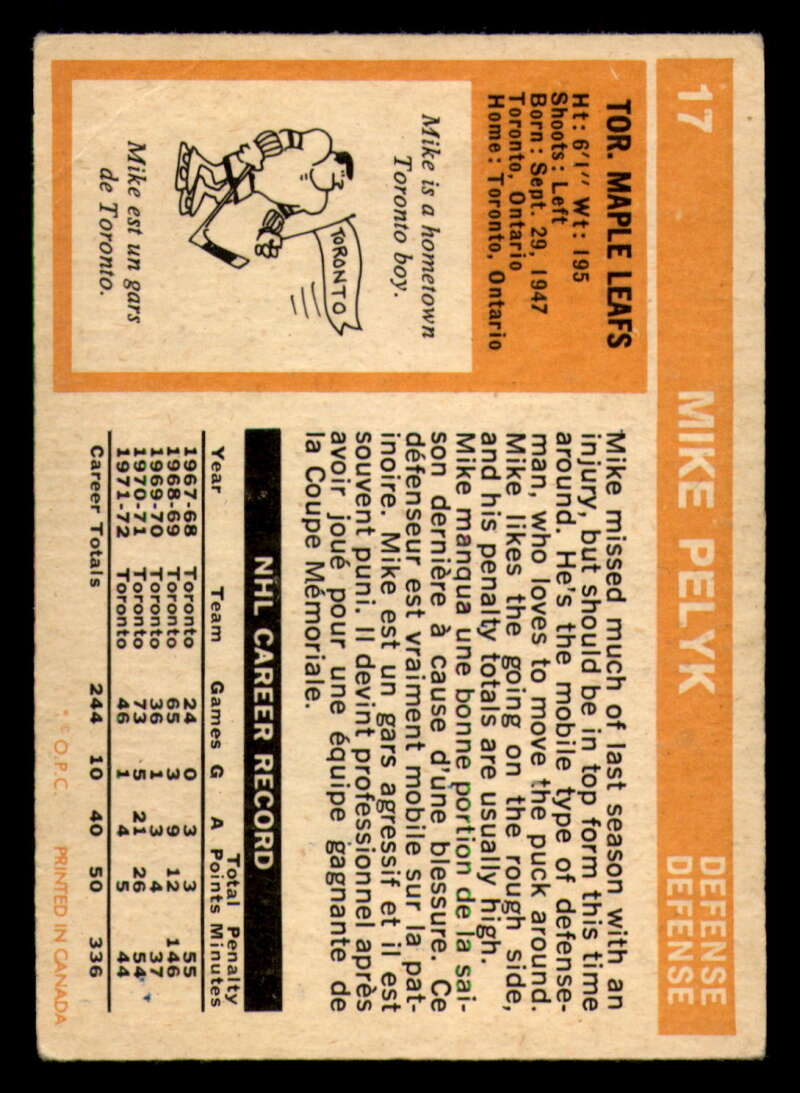 17
MIKE PELYK
DEFENSE
DEFENSE
TOR. MAPLE LEAFS
Ht: 6'1" Wt: 195
Shoots: Left
Born: Sept. 29, 1947
Toronto, Ontario
Home: Toronto, Ontario
Mike is a hometown
Toronto boy.
TORONTO
Mike est un gars
de Toronto.
Mike missed much of last season with an
injury, but should be in top form this time
around. He's the mobile type of defense-
man, who loves to move the puck around.
Mike likes the going on the rough side,
and his penalty totals are usually high.
Mike manqua une bonne portion de la sai-
son dernière à cause d'une blessure. Ce
défenseur est vraiment mobile sur la pat-
inoire. Mike est un gars agressif et il est
souvent puni. Il devint professionnel après
avoir joué pour une équipe gagnante de
la Coupe Mémoriale.
NHL CAREER RECORD
Total Penalty
Year Team Games G A Points Minutes
1967-68 Toronto 24 0 3 3 55
1968-69 Toronto 65 3 9 12 146
1969-70 Toronto 36 1 3 4 37
1970-71 Toronto 73 5 21 26 54
1971-72 Toronto 46 1 4 5 44
Career Totals 244 10 40 50 336
* © O.P.C. PRINTED IN CANADA